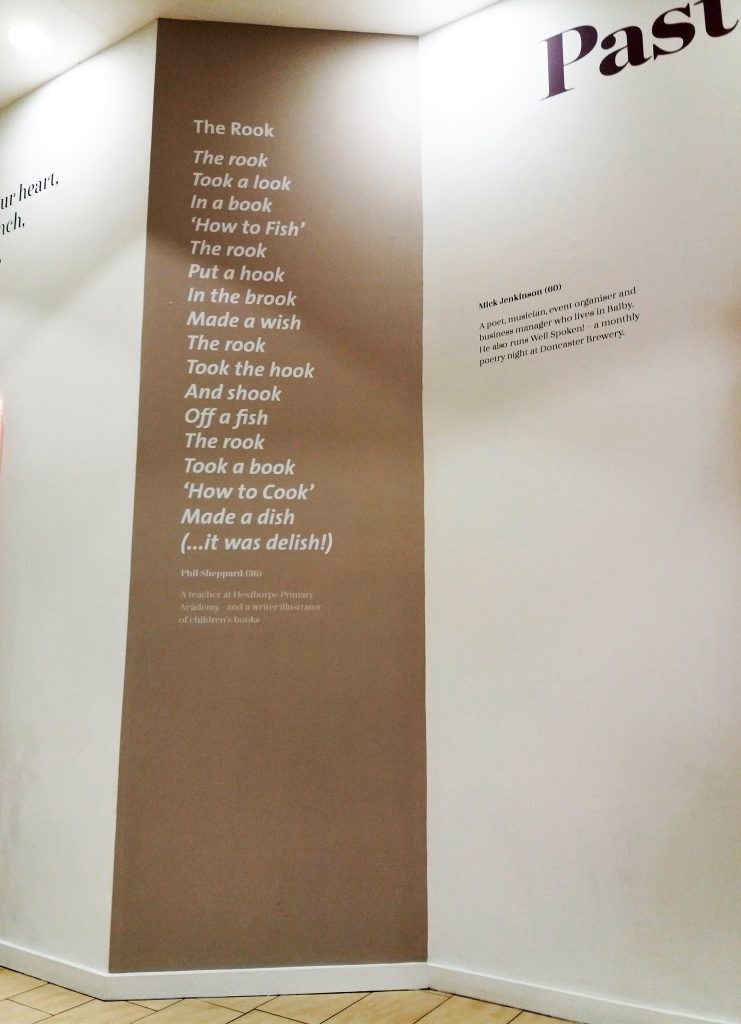 ur heart,
The Rook
The rook
Took a look
In a book
‘How to Fish’
The rook
Put a hook
In the brook
Made a wish
The rook
Took the hook
And shook
Off a fish
The rook
Took a book
‘How to Cook’
Made a dish
(...it was delish!)
Phil Sheppard (36)
A teacher at Hexthorpe Primary
Academy - and a writer/illustrator
of children's books
Past
Mick Jenkinson (60)
A poet, musician, event organiser and
business manager who lives in Balby.
He also runs Well Spoken! - a monthly
poetry night at Doncaster Brewery.